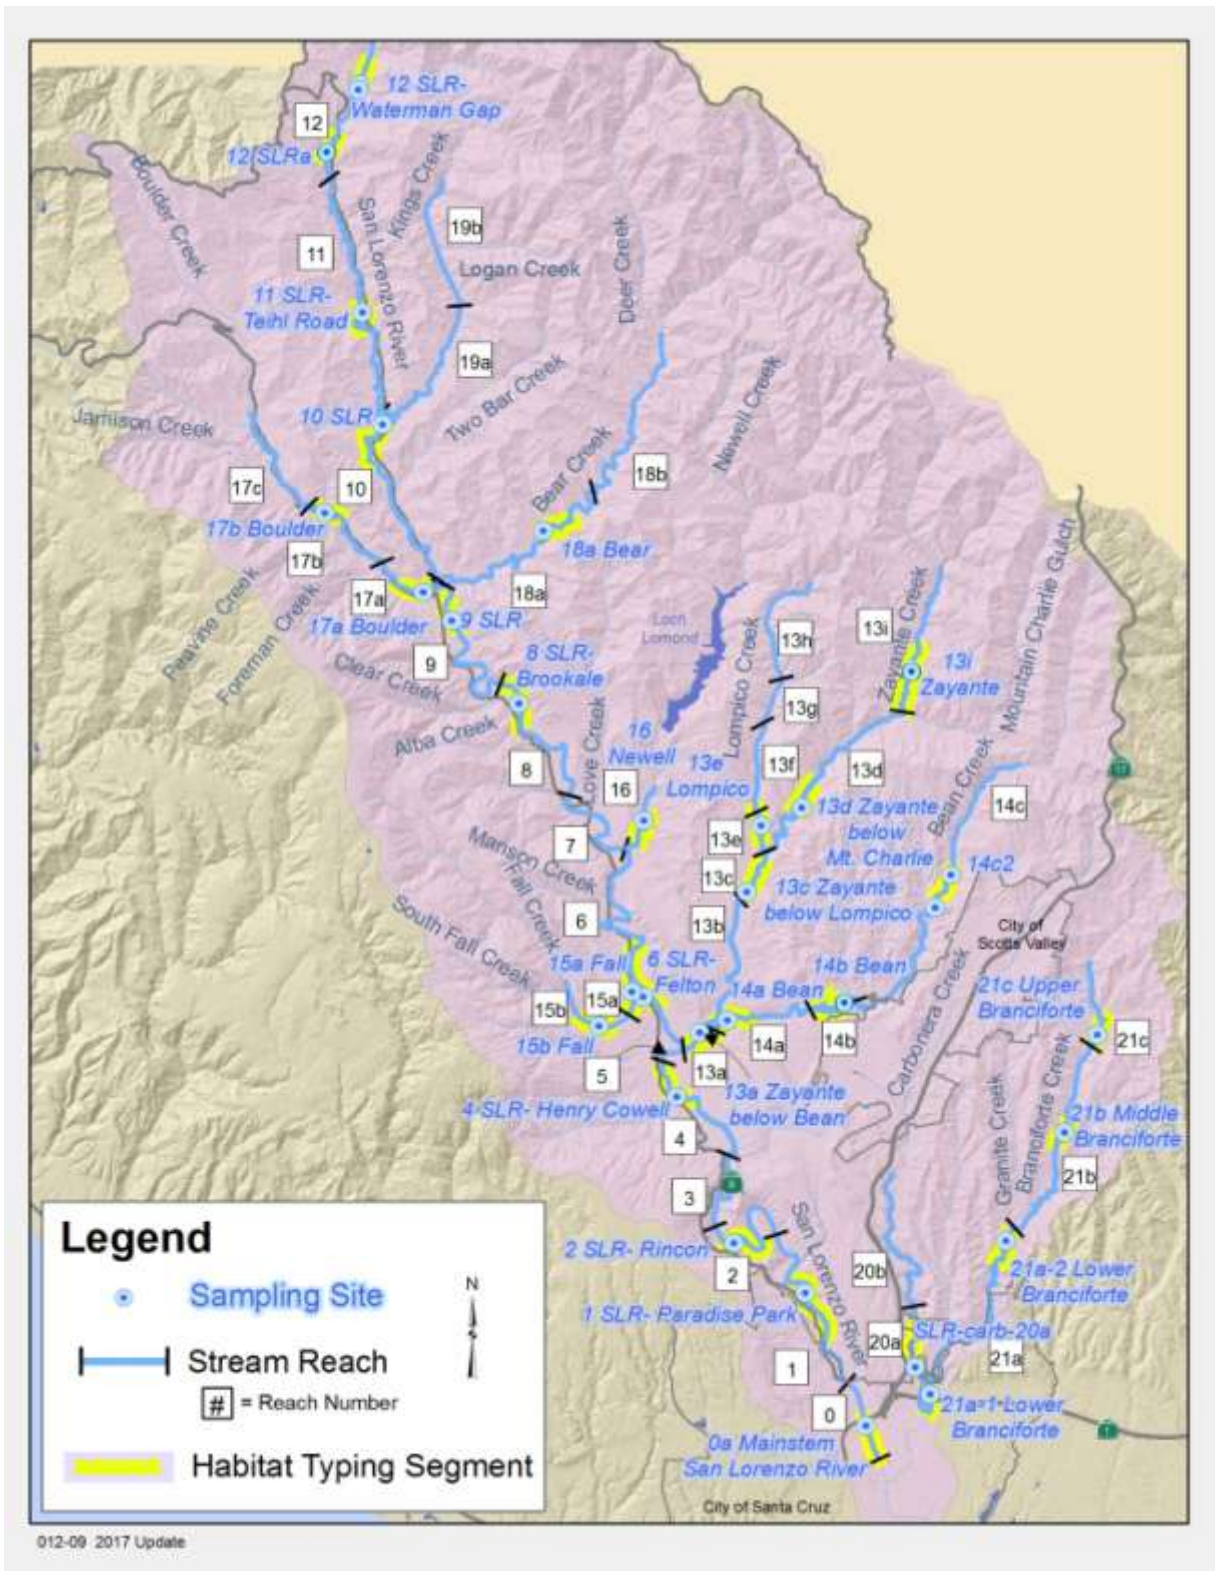 12 SLR-
Waterman Gap
12
12 SLRa
Boulder Creek
Kings Creek
San Lorenzo River
19b
11
Logan Creek
Deer Creek
11 SLR-
Teihl Road
19a
Two Bar Creek
Newell Creek
Jamison Creek
10 SLR
Bear Creek
18b
17c
10
17b Boulder
18a Bear
Mountain Charlie Gulch
17b
17a
18a
17a Boulder
9 SLR
Peavine Creek
Foreman Creek
Loch
Lomond
Lompico Creek
13h
13i
Zayante Creek
13i
Zayante
9
Clear Creek
8 SLR-
Brookale
13g
Alba Creek
Love Creek
16
Newell
13e
Lompico
13f
13d
8
16
Bean Creek
14c
13d Zayante
below
Mt. Charlie
7
Manson Creek
13e
14c2
13c
13c Zayante
below Lompico
Fall Creek
South Fall Creek
6
13b
City of
Scotts Valley
15a Fall
6 SLR-
Felton
14b Bean
14a Bean
Carbonera Creek
21c Upper
Branciforte
15b
15a
15b Fall
14a
14b
21c
5
13a
13a Zayante
below Bean
4 SLR- Henry Cowell
Granite Creek
Branciforte Creek
21b Middle
Branciforte
4
21b
3
San Lorenzo River
2 SLR- Rincon
2
20b
21a-2 Lower
Branciforte
1 SLR- Paradise Park
SLR-carb-20a
20a
21a
1
0
21a-1 Lower
Branciforte
0a Mainstem
San Lorenzo River
City of Santa Cruz
Legend
Sampling Site
N
S
Stream Reach
# = Reach Number
Habitat Typing Segment
012-09 2017 Update